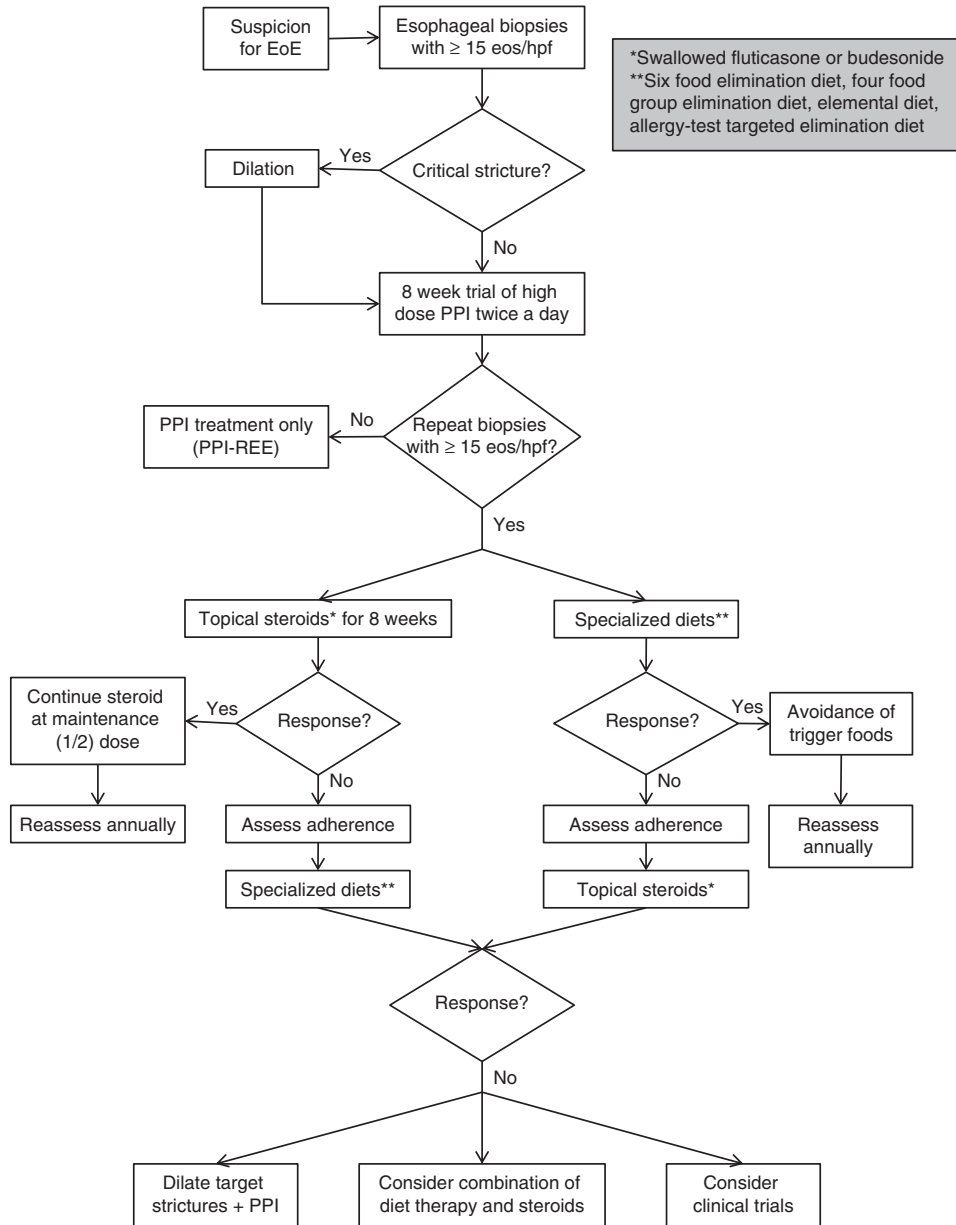 Suspicion
for EoE
Esophageal biopsies
with ≥ 15 eos/hpf
*Swallowed fluticasone or budesonide
**Six food elimination diet, four food
group elimination diet, elemental diet,
allergy-test targeted elimination diet
Critical stricture?
Yes
Dilation
No
8 week trial of high
dose PPI twice a day
Repeat biopsies
with ≥ 15 eos/hpf?
No
PPI treatment only
(PPI-REE)
Yes
Topical steroids* for 8 weeks
Specialized diets**
Response?
Yes
Continue steroid
at maintenance
(1/2) dose
Reassess annually
No
Assess adherence
Specialized diets**
Response?
Yes
Avoidance of
trigger foods
Reassess
annually
No
Assess adherence
Topical steroids*
Response?
No
Dilate target
strictures + PPI
Consider combination of
diet therapy and steroids
Consider
clinical trials